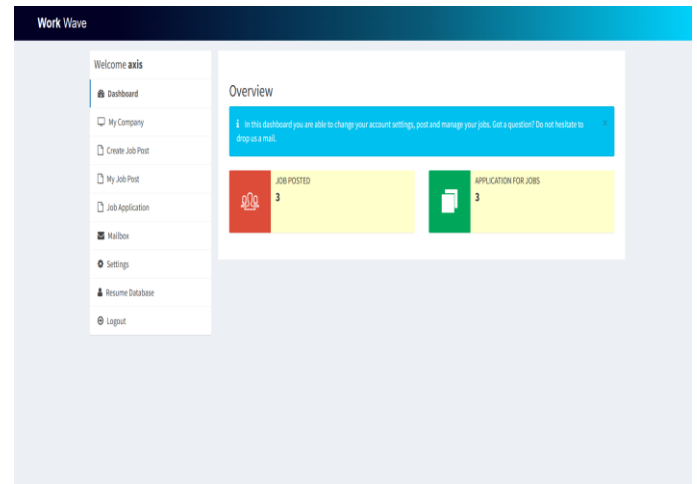 Work Wave
Welcome axis
Dashboard
My Company
Create Job Post
My Job Post
Job Application
Mailbox
Settings
Resume Database
Logout
Overview
i In this dashboard you are able to change your account settings, post and manage your jobs. Got a question? Do not hesitate to
drop us a mail.
×
JOB POSTED
3
APPLICATION FOR JOBS
3